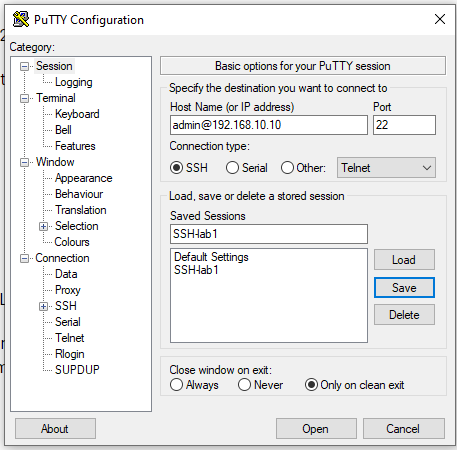 PuTTY Configuration
Category:
Session
Logging
Terminal
Keyboard
Bell
Features
Window
Appearance
Behaviour
Translation
Selection
Colours
Connection
Data
Proxy
SSH
Serial
Telnet
Rlogin
SUPDUP
Basic options for your PuTTY session
Specify the destination you want to connect to
Host Name (or IP address) Port
admin@192.168.10.10 22
Connection type:
SSH Serial Other: Telnet
Load, save or delete a stored session
Saved Sessions
SSH-lab1
Default Settings
SSH-lab1
Load
Save
Delete
Close window on exit:
Always Never Only on clean exit
About Open Cancel